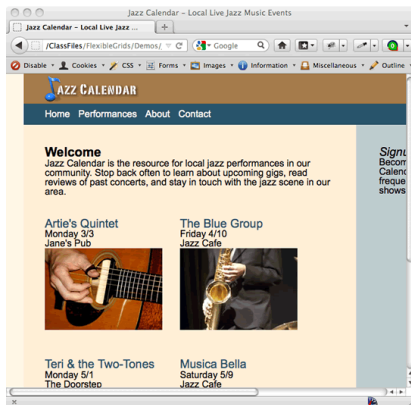 Jazz Calendar – Local Live Jazz Music Events
Jazz Calendar – Local Live Jazz ...
/ClassFiles/FlexibleGrids/Demos/
Google
Disable Cookies CSS Forms Images Information Miscellaneous Outline
JAZZ CALENDAR
Home Performances About Contact
Welcome
Jazz Calendar is the resource for local jazz performances in our
community. Stop back often to learn about upcoming gigs, read
reviews of past concerts, and stay in touch with the jazz scene in our
area.
Signu
Becom
Calend
freque
shows
Artie's Quintet
Monday 3/3
Jane's Pub
The Blue Group
Friday 4/10
Jazz Cafe
Teri & the Two-Tones
Monday 5/1
The Doorstep
Musica Bella
Saturday 5/9
Jazz Cafe